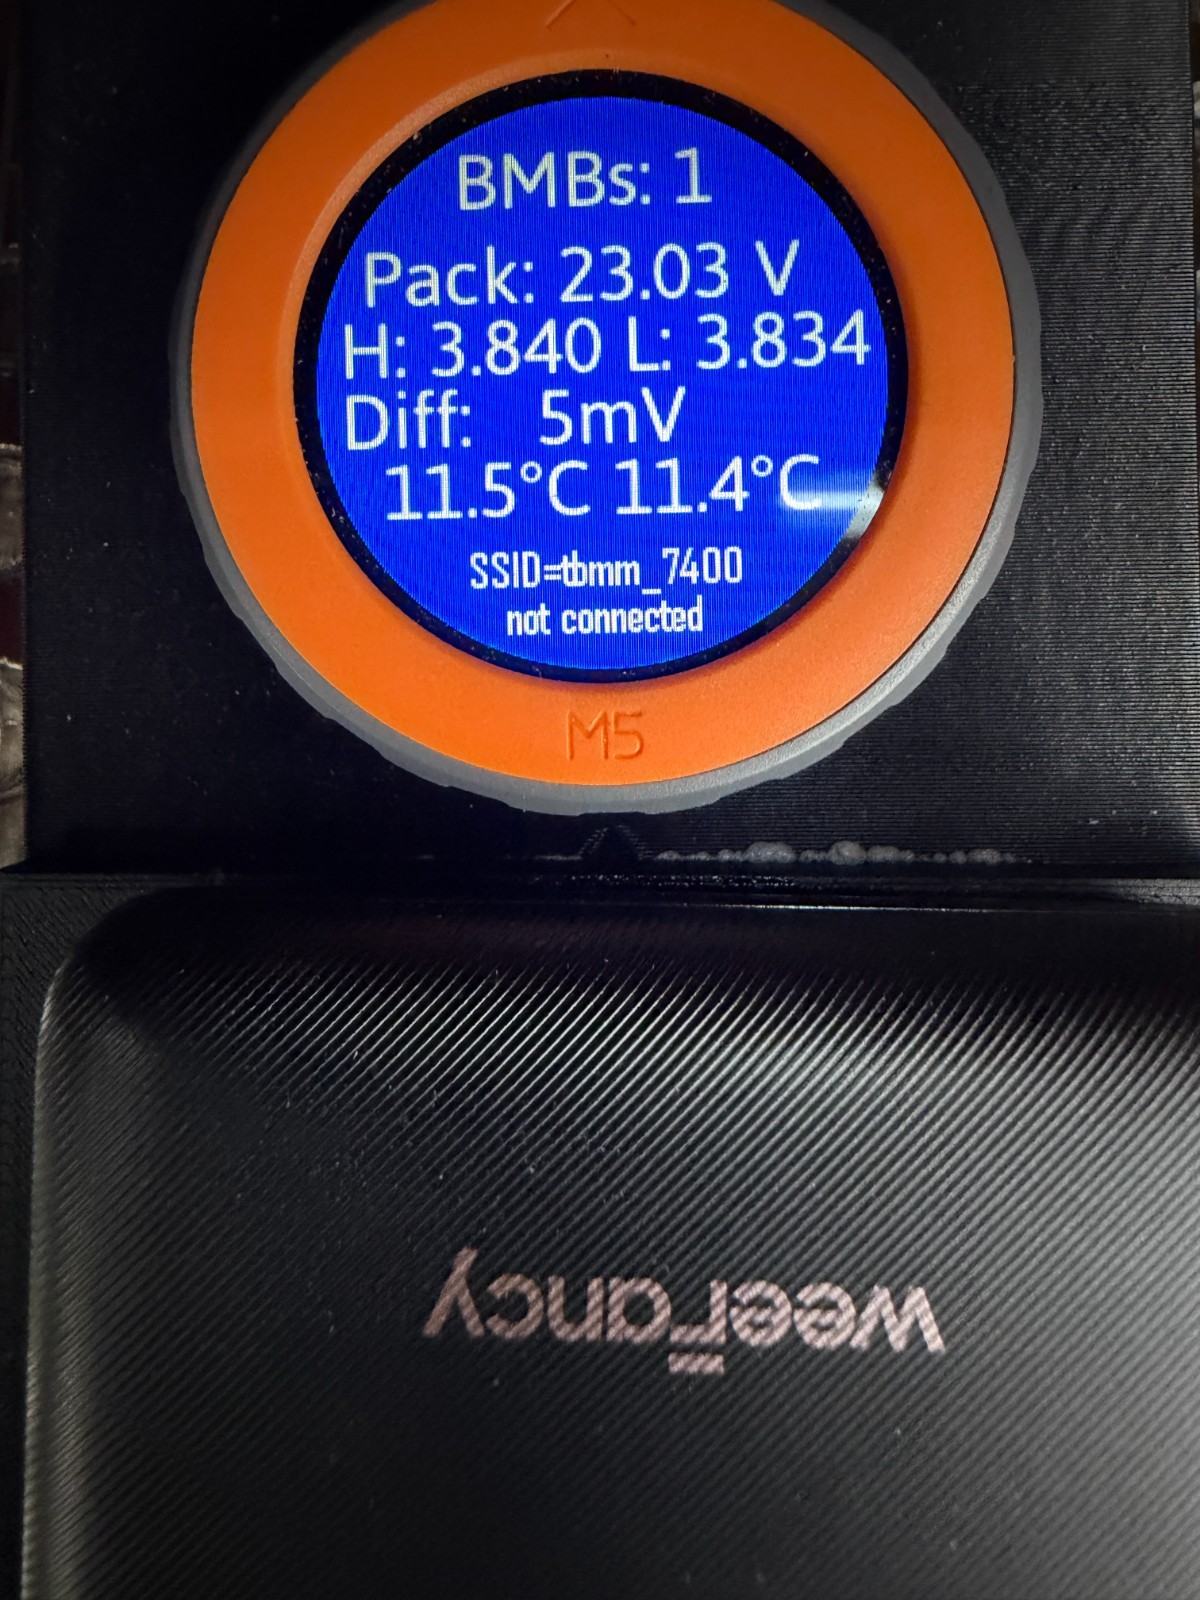 BMBs: 1
Pack: 23.03 V
H: 3.840 L: 3.834
Diff: 5mV
11.5°C 11.4°C
SSID=tbmm_7400
not connected
M5
weeFancy